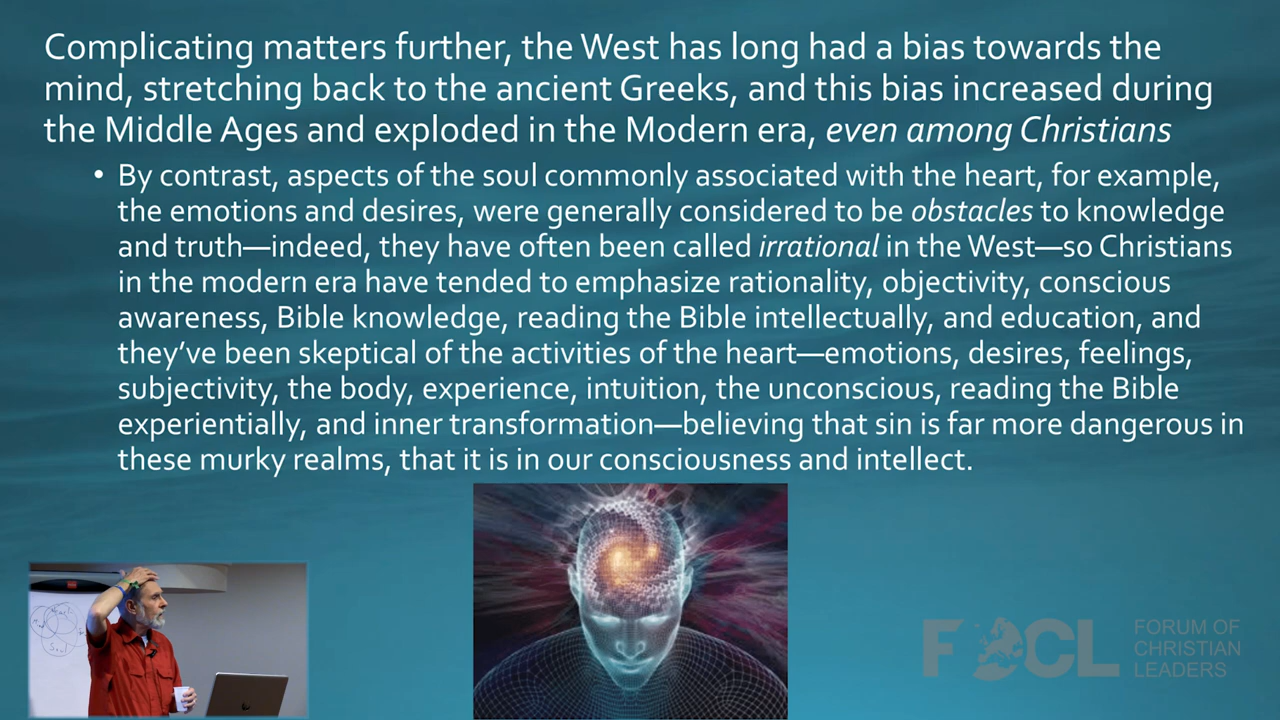 Complicating matters further, the West has long had a bias towards the
mind, stretching back to the ancient Greeks, and this bias increased during
the Middle Ages and exploded in the Modern era, even among Christians
• By contrast, aspects of the soul commonly associated with the heart, for example,
the emotions and desires, were generally considered to be obstacles to knowledge
and truth—indeed, they have often been called irrational in the West—so Christians
in the modern era have tended to emphasize rationality, objectivity, conscious
awareness, Bible knowledge, reading the Bible intellectually, and education, and
they've been skeptical of the activities of the heart—emotions, desires, feelings,
subjectivity, the body, experience, intuition, the unconscious, reading the Bible
experientially, and inner transformation—believing that sin is far more dangerous in
these murky realms, that it is in our consciousness and intellect.
Soul
FOCL
FORUM OF
CHRISTIAN
LEADERS